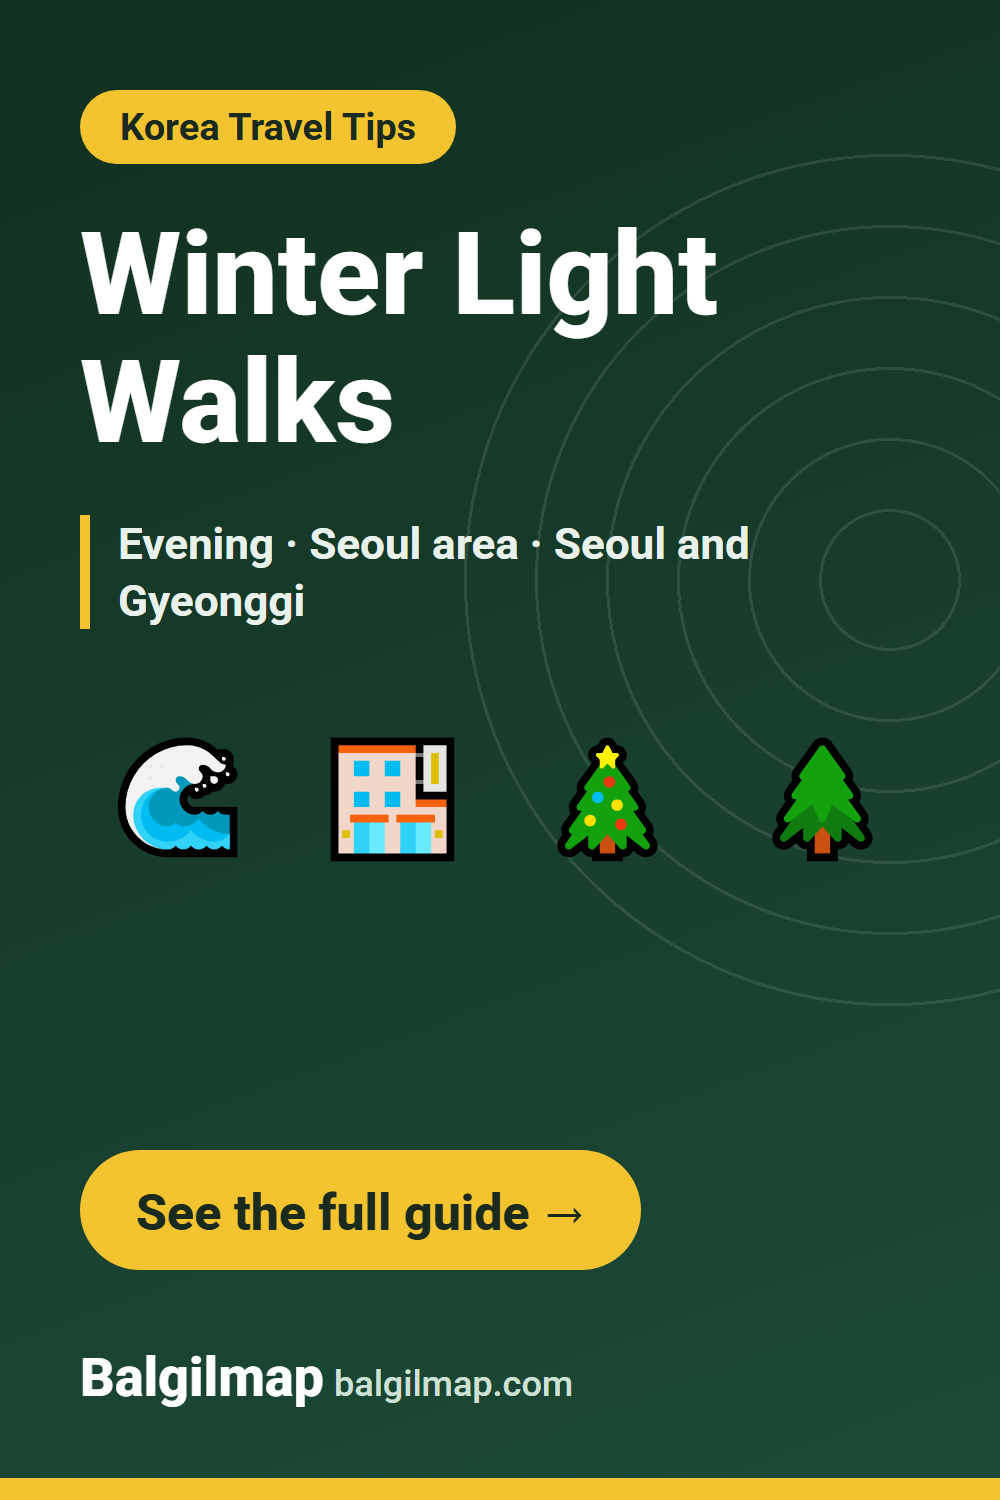 Korea Travel Tips
Winter Light
Walks
Evening · Seoul area · Seoul and
Gyeonggi
See the full guide →
Balgilmap balgilmap.com